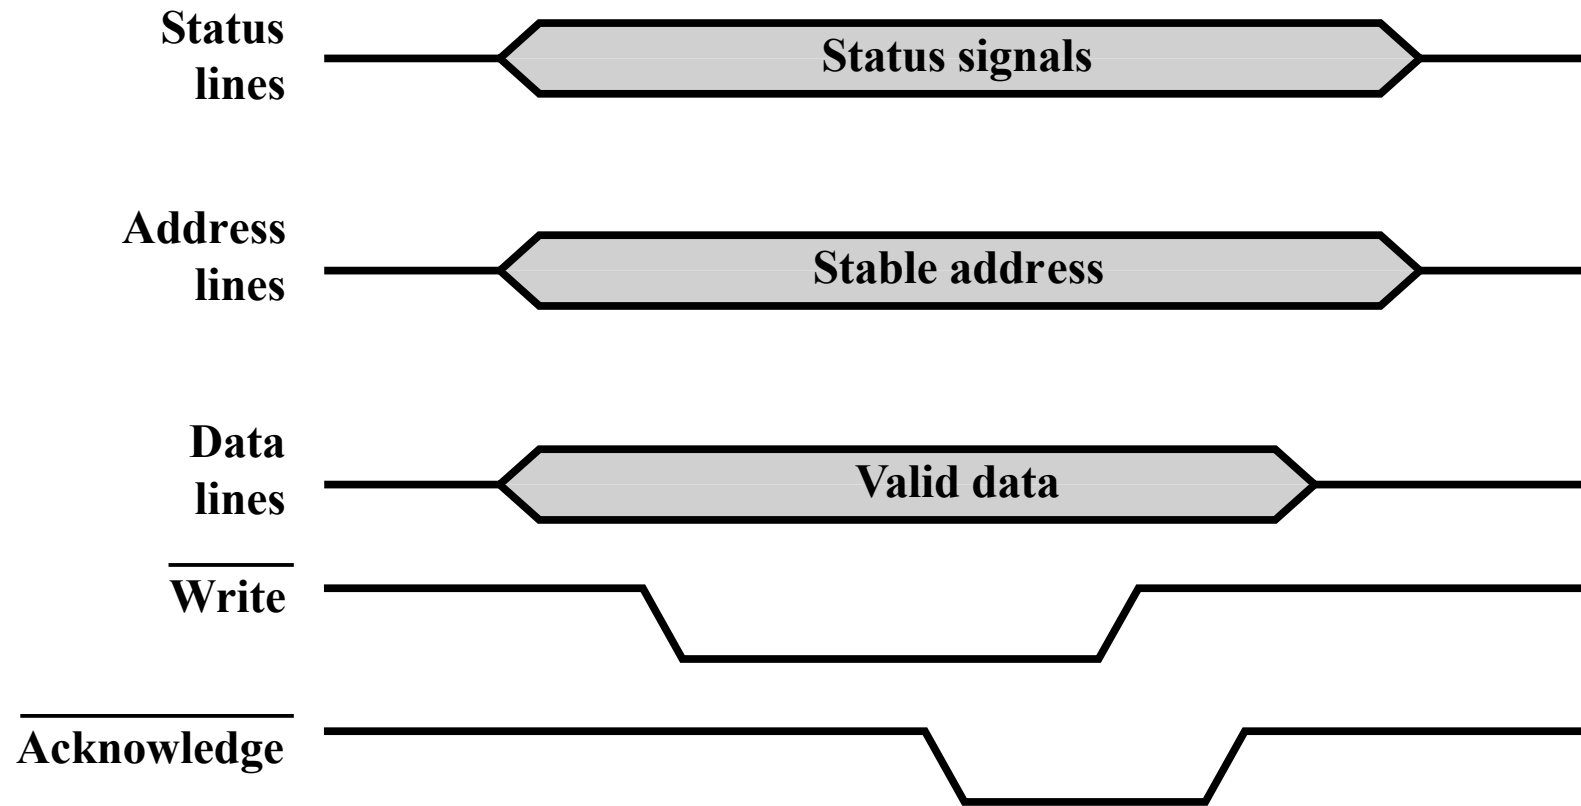 Status
lines
Status signals
Address
lines
Stable address
Data
lines
Valid data
Write
Acknowledge